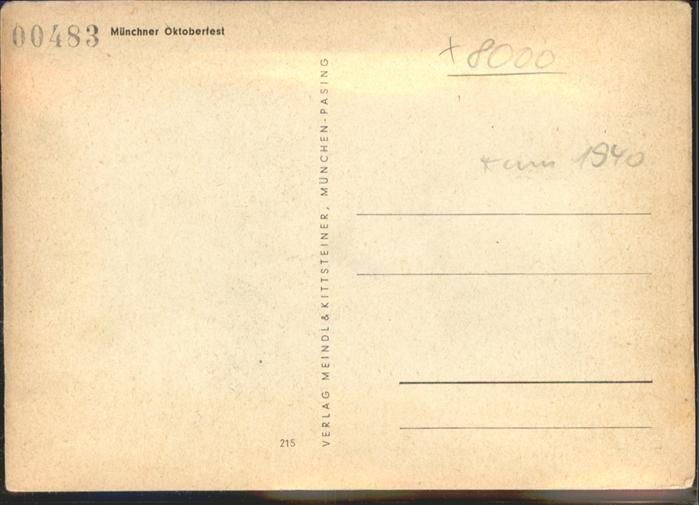 00483 Münchner Oktoberfest
+8000
+ um 1940
VERLAG MEINDL & KITTSTEINER, MÜNCHEN-PASING
215